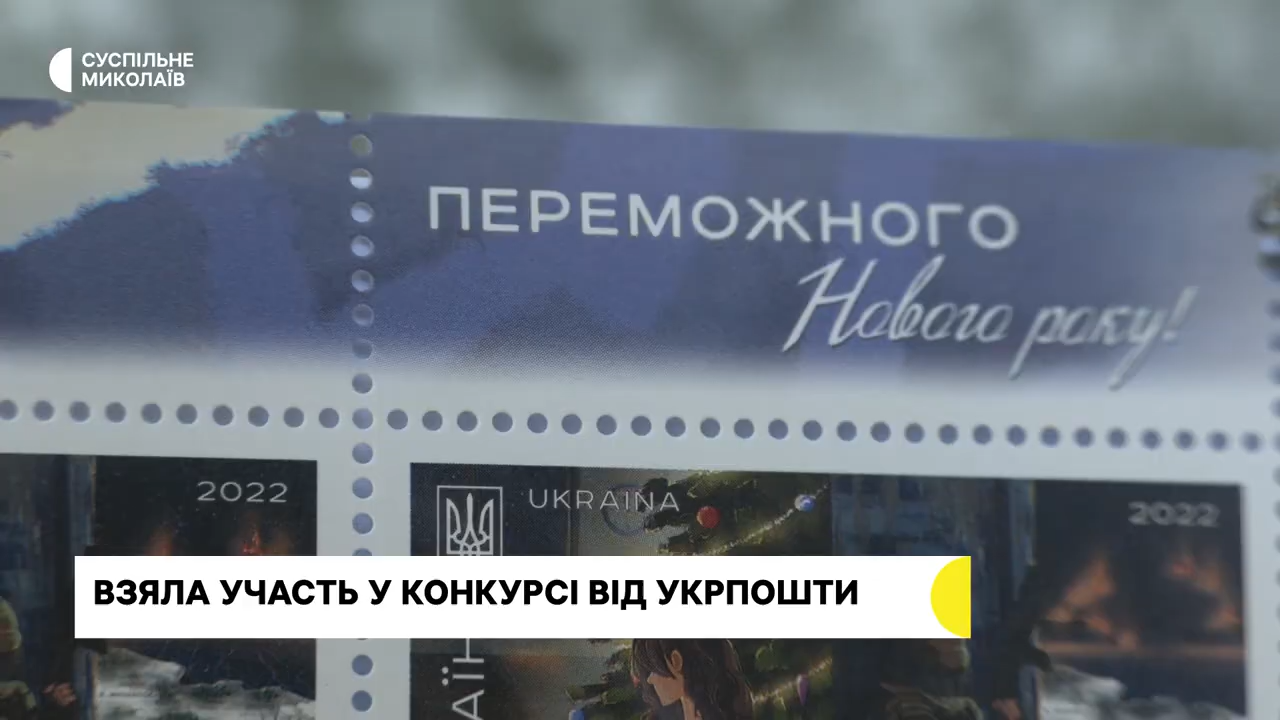 СУСПІЛЬНЕ
МИКОЛАЇВ
ПЕРЕМОЖНОГО
Нового року!
2022
UKRAINA
2022
ВЗЯЛА УЧАСТЬ У КОНКУРСІ ВІД УКРПОШТИ